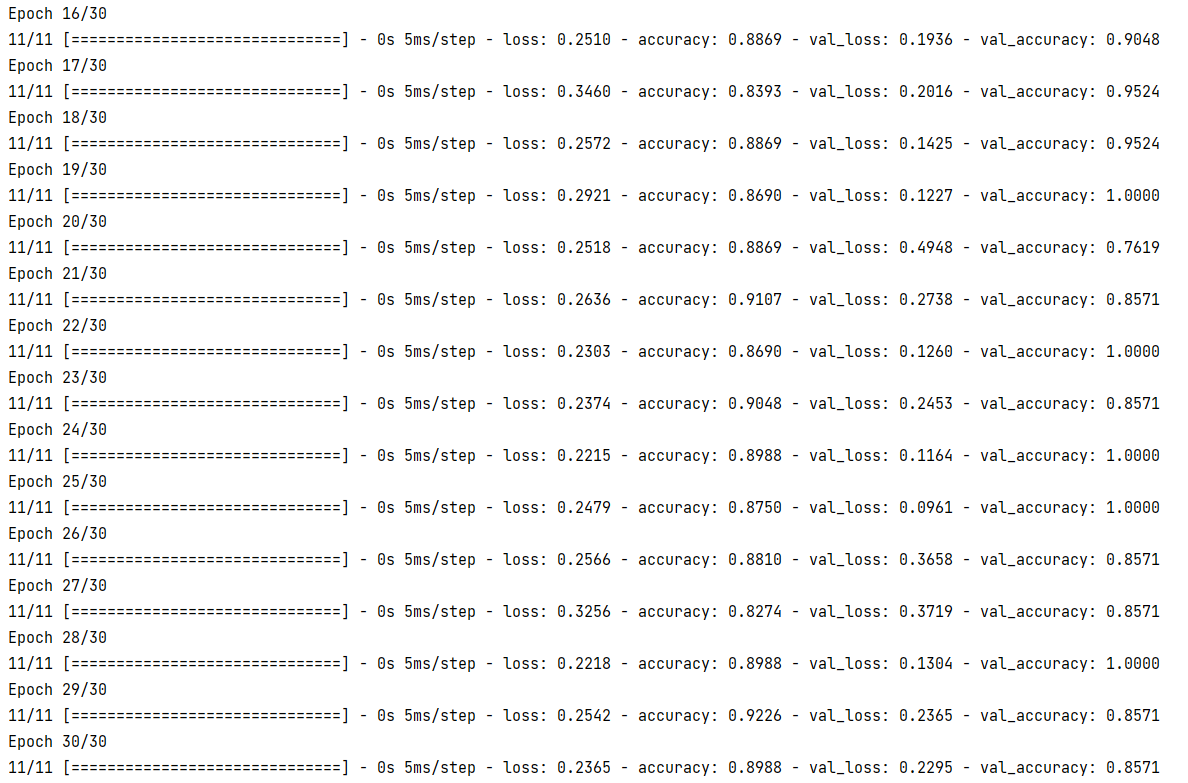 Epoch 16/30
11/11 [==============================] - 0s 5ms/step - loss: 0.2510 - accuracy: 0.8869 - val_loss: 0.1936 - val_accuracy: 0.9048
Epoch 17/30
11/11 [==============================] - 0s 5ms/step - loss: 0.3460 - accuracy: 0.8393 - val_loss: 0.2016 - val_accuracy: 0.9524
Epoch 18/30
11/11 [==============================] - 0s 5ms/step - loss: 0.2572 - accuracy: 0.8869 - val_loss: 0.1425 - val_accuracy: 0.9524
Epoch 19/30
11/11 [==============================] - 0s 5ms/step - loss: 0.2921 - accuracy: 0.8690 - val_loss: 0.1227 - val_accuracy: 1.0000
Epoch 20/30
11/11 [==============================] - 0s 5ms/step - loss: 0.2518 - accuracy: 0.8869 - val_loss: 0.4948 - val_accuracy: 0.7619
Epoch 21/30
11/11 [==============================] - 0s 5ms/step - loss: 0.2636 - accuracy: 0.9107 - val_loss: 0.2738 - val_accuracy: 0.8571
Epoch 22/30
11/11 [==============================] - 0s 5ms/step - loss: 0.2303 - accuracy: 0.8690 - val_loss: 0.1260 - val_accuracy: 1.0000
Epoch 23/30
11/11 [==============================] - 0s 5ms/step - loss: 0.2374 - accuracy: 0.9048 - val_loss: 0.2453 - val_accuracy: 0.8571
Epoch 24/30
11/11 [==============================] - 0s 5ms/step - loss: 0.2215 - accuracy: 0.8988 - val_loss: 0.1164 - val_accuracy: 1.0000
Epoch 25/30
11/11 [==============================] - 0s 5ms/step - loss: 0.2479 - accuracy: 0.8750 - val_loss: 0.0961 - val_accuracy: 1.0000
Epoch 26/30
11/11 [==============================] - 0s 5ms/step - loss: 0.2566 - accuracy: 0.8810 - val_loss: 0.3658 - val_accuracy: 0.8571
Epoch 27/30
11/11 [==============================] - 0s 5ms/step - loss: 0.3256 - accuracy: 0.8274 - val_loss: 0.3719 - val_accuracy: 0.8571
Epoch 28/30
11/11 [==============================] - 0s 5ms/step - loss: 0.2218 - accuracy: 0.8988 - val_loss: 0.1304 - val_accuracy: 1.0000
Epoch 29/30
11/11 [==============================] - 0s 5ms/step - loss: 0.2542 - accuracy: 0.9226 - val_loss: 0.2365 - val_accuracy: 0.8571
Epoch 30/30
11/11 [==============================] - 0s 5ms/step - loss: 0.2365 - accuracy: 0.8988 - val_loss: 0.2295 - val_accuracy: 0.8571